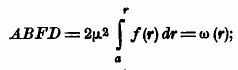 ABFD = 2μ² ∫ₐʳ f(r) dr = ω (r);